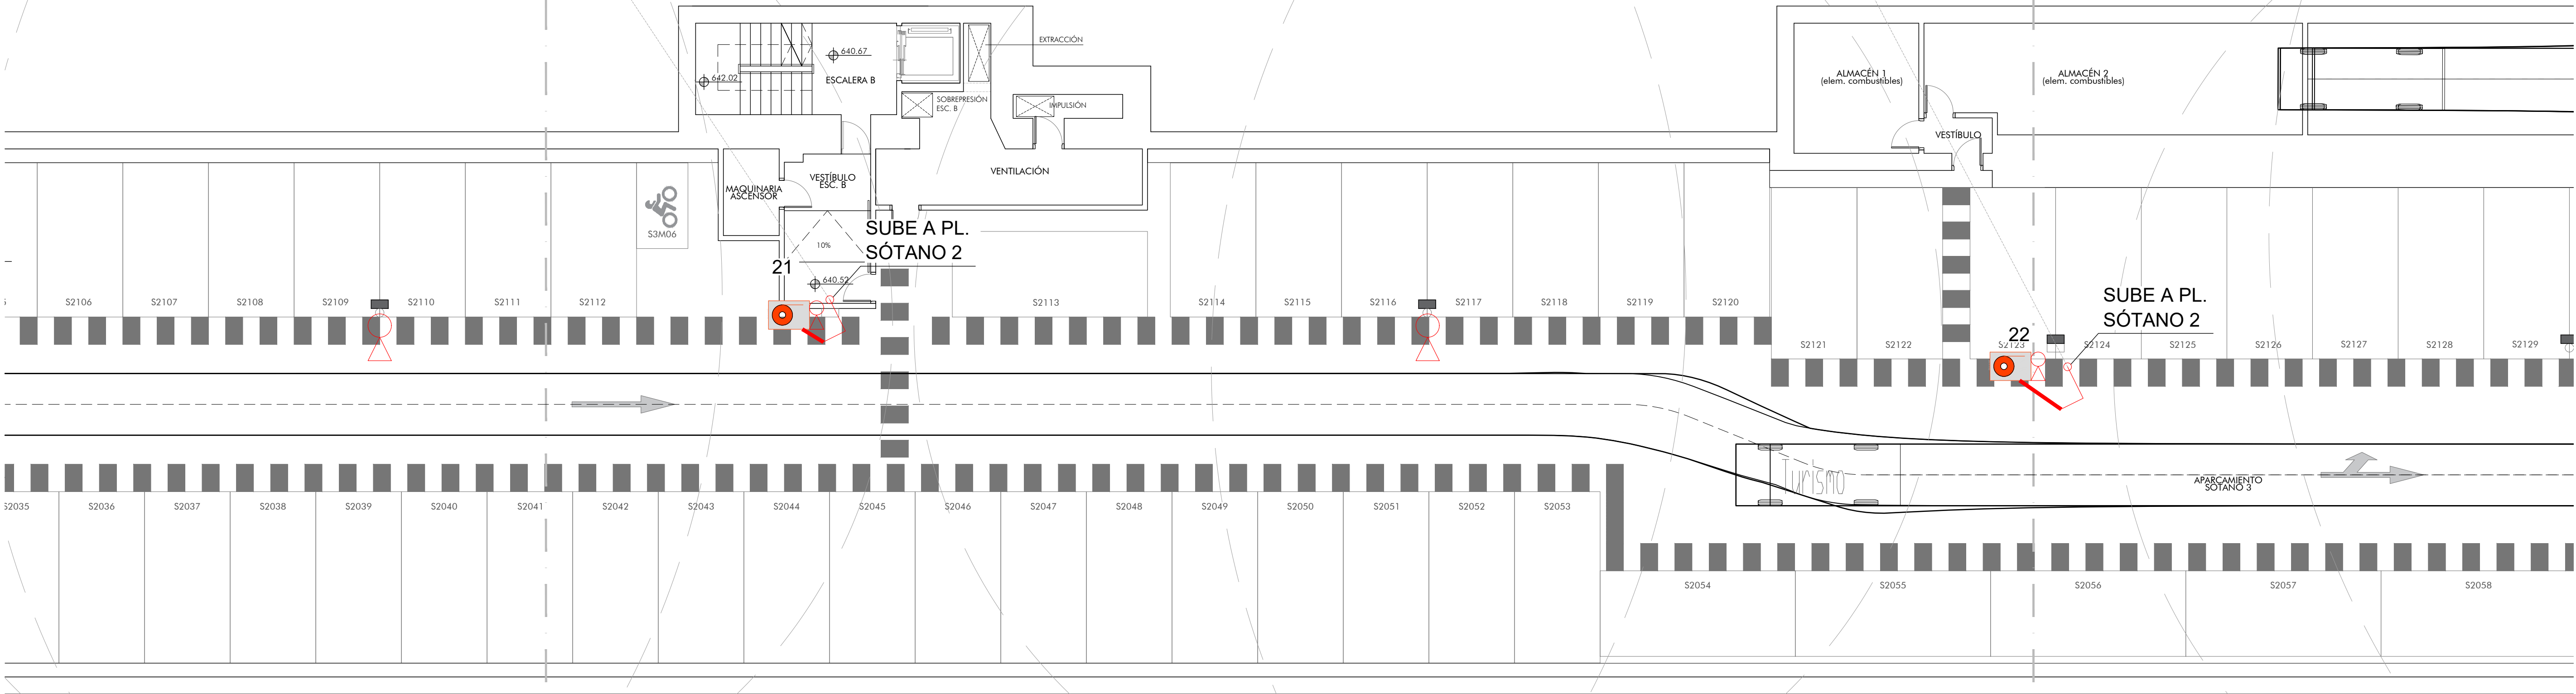 EXTRACCIÓN
640.67
642.02
ESCALERA B
SOBREPRESIÓN
ESC. B
IMPULSIÓN
ALMACÉN 1
(elem. combustibles)
ALMACÉN 2
(elem. combustibles)
VESTÍBULO
VENTILACIÓN
VESTÍBULO
ESC. B
MAQUINARIA
ASCENSOR
S3M06
SUBE A PL.
SÓTANO 2
10%
21
640.52
SUBE A PL.
SÓTANO 2
22
S2106
S2107
S2108
S2109
S2110
S2111
S2112
S2113
S2114
S2115
S2116
S2117
S2118
S2119
S2120
S2121
S2122
S2123
S2124
S2125
S2126
S2127
S2128
S2129
Turismo
APARCAMIENTO
SÓTANO 3
S2035
S2036
S2037
S2038
S2039
S2040
S2041
S2042
S2043
S2044
S2045
S2046
S2047
S2048
S2049
S2050
S2051
S2052
S2053
S2054
S2055
S2056
S2057
S2058